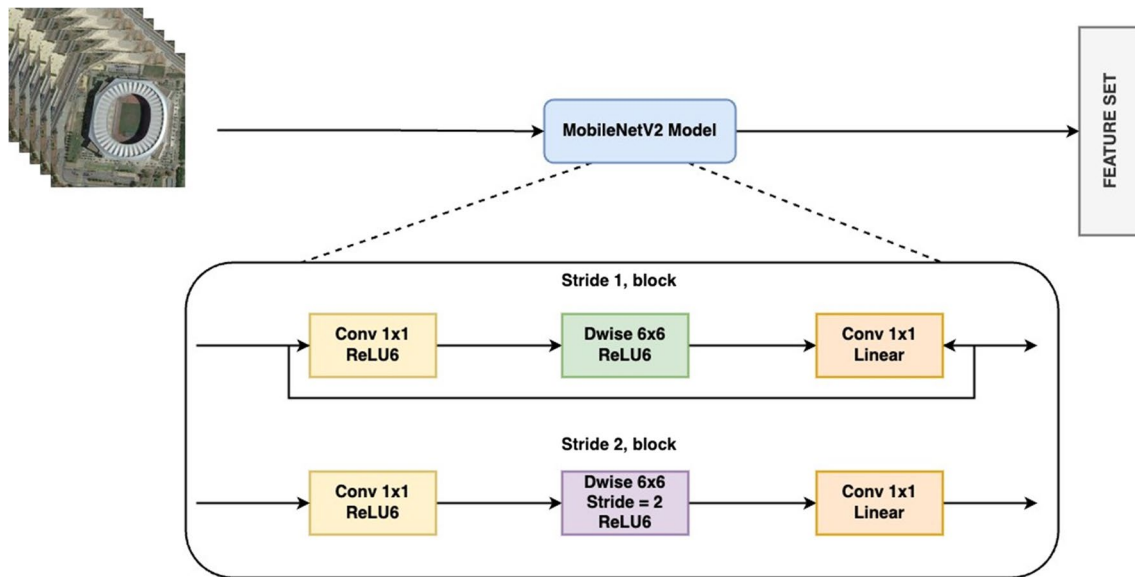 MobileNetV2 Model
FEATURE SET
Stride 1, block
Conv 1x1
ReLU6
Dwise 6x6
ReLU6
Conv 1x1
Linear
Stride 2, block
Conv 1x1
ReLU6
Dwise 6x6
Stride = 2
ReLU6
Conv 1x1
Linear